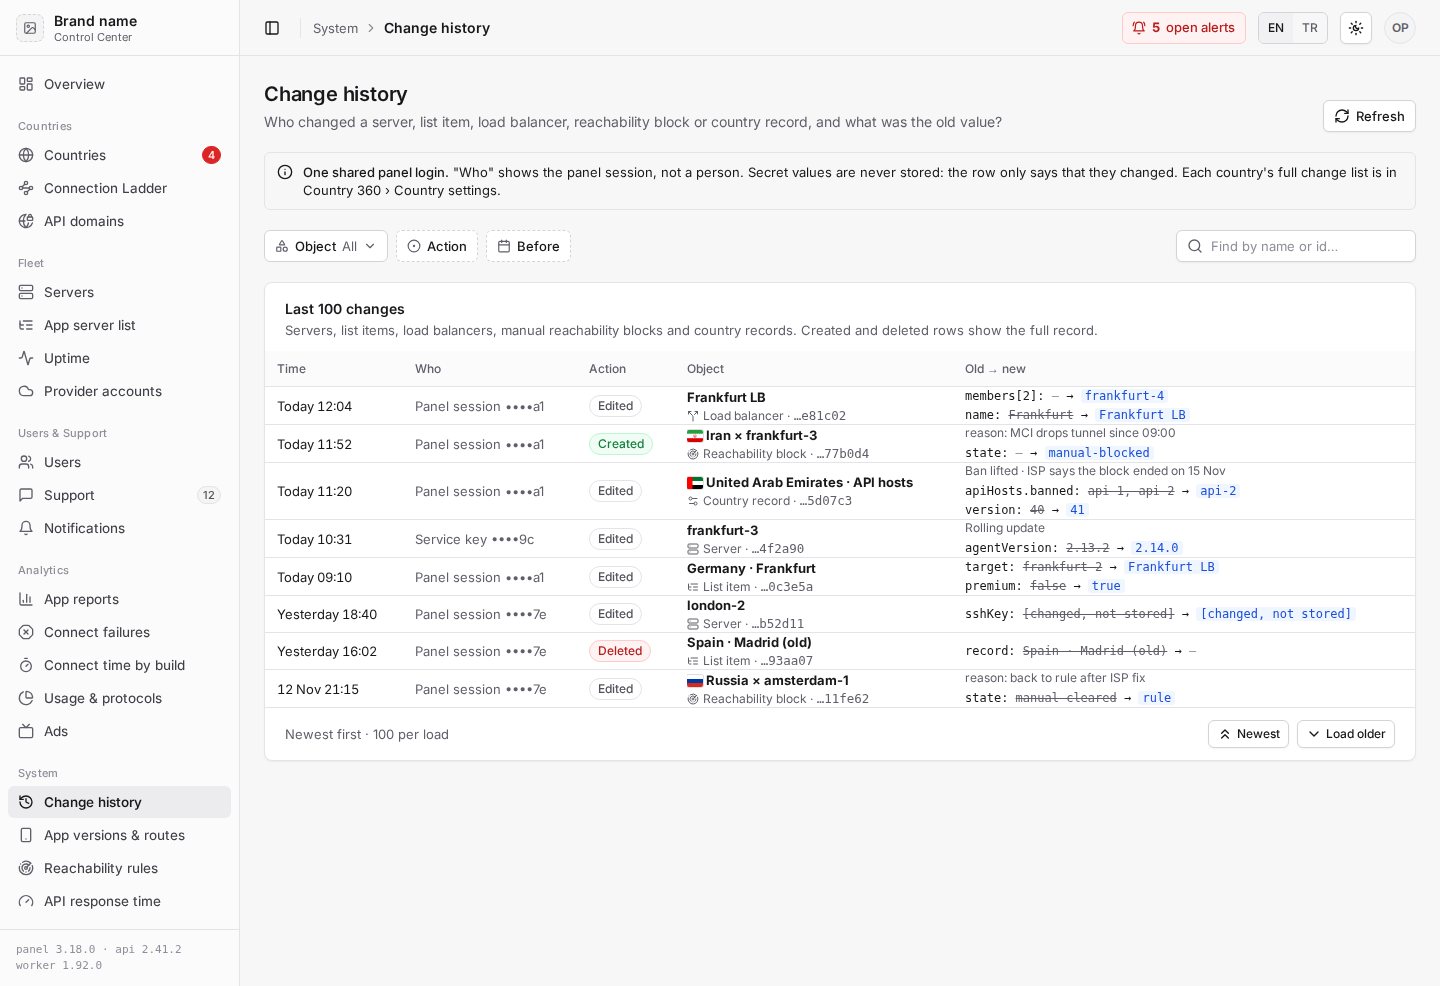 Brand name
Control Center
System > Change history
5 open alerts
EN TR
OP
Overview
Countries
Countries 4
Connection Ladder
API domains
Fleet
Servers
App server list
Uptime
Provider accounts
Users & Support
Users
Support 12
Notifications
Analytics
App reports
Connect failures
Connect time by build
Usage & protocols
Ads
System
Change history
App versions & routes
Reachability rules
API response time
panel 3.18.0 · api 2.41.2
worker 1.92.0
Change history
Who changed a server, list item, load balancer, reachability block or country record, and what was the old value?
Refresh
One shared panel login. "Who" shows the panel session, not a person. Secret values are never stored: the row only says that they changed. Each country's full change list is in
Country 360 › Country settings.
Object All Action Before
Find by name or id...
Last 100 changes
Servers, list items, load balancers, manual reachability blocks and country records. Created and deleted rows show the full record.
Time Who Action Object Old → new
Today 12:04 Panel session ••••a1 Edited
Frankfurt LB
Load balancer · …e81c02
members[2]: – → frankfurt-4
name: Frankfurt → Frankfurt LB
Today 11:52 Panel session ••••a1 Created
Iran × frankfurt-3
Reachability block · …77b0d4
reason: MCI drops tunnel since 09:00
state: – → manual-blocked
Today 11:20 Panel session ••••a1 Edited
United Arab Emirates · API hosts
Country record · …5d07c3
Ban lifted · ISP says the block ended on 15 Nov
apiHosts.banned: api-1, api-2 → api-2
version: 40 → 41
Today 10:31 Service key ••••9c Edited
frankfurt-3
Server · …4f2a90
Rolling update
agentVersion: 2.13.2 → 2.14.0
Today 09:10 Panel session ••••a1 Edited
Germany · Frankfurt
List item · …0c3e5a
target: frankfurt-2 → Frankfurt LB
premium: false → true
Yesterday 18:40 Panel session ••••7e Edited
london-2
Server · …b52d11
sshKey: [changed, not stored] → [changed, not stored]
Yesterday 16:02 Panel session ••••7e Deleted
Spain · Madrid (old)
List item · …93aa07
record: Spain · Madrid (old) → –
12 Nov 21:15 Panel session ••••7e Edited
Russia × amsterdam-1
Reachability block · …11fe62
reason: back to rule after ISP fix
state: manual-cleared → rule
Newest first · 100 per load
Newest Load older